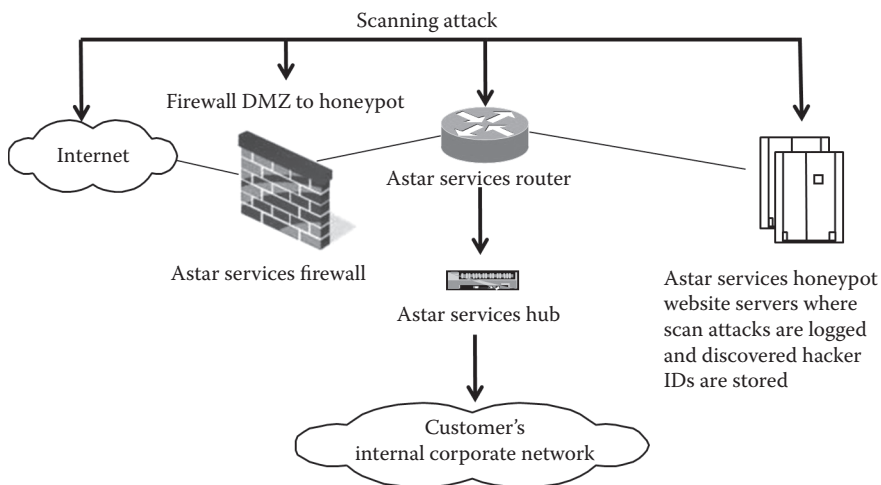 Scanning attack
Firewall DMZ to honeypot
Internet
Astar services router
Astar services firewall
Astar services hub
Astar services honeypot
website servers where
scan attacks are logged
and discovered hacker
IDs are stored
Customer's
internal corporate network